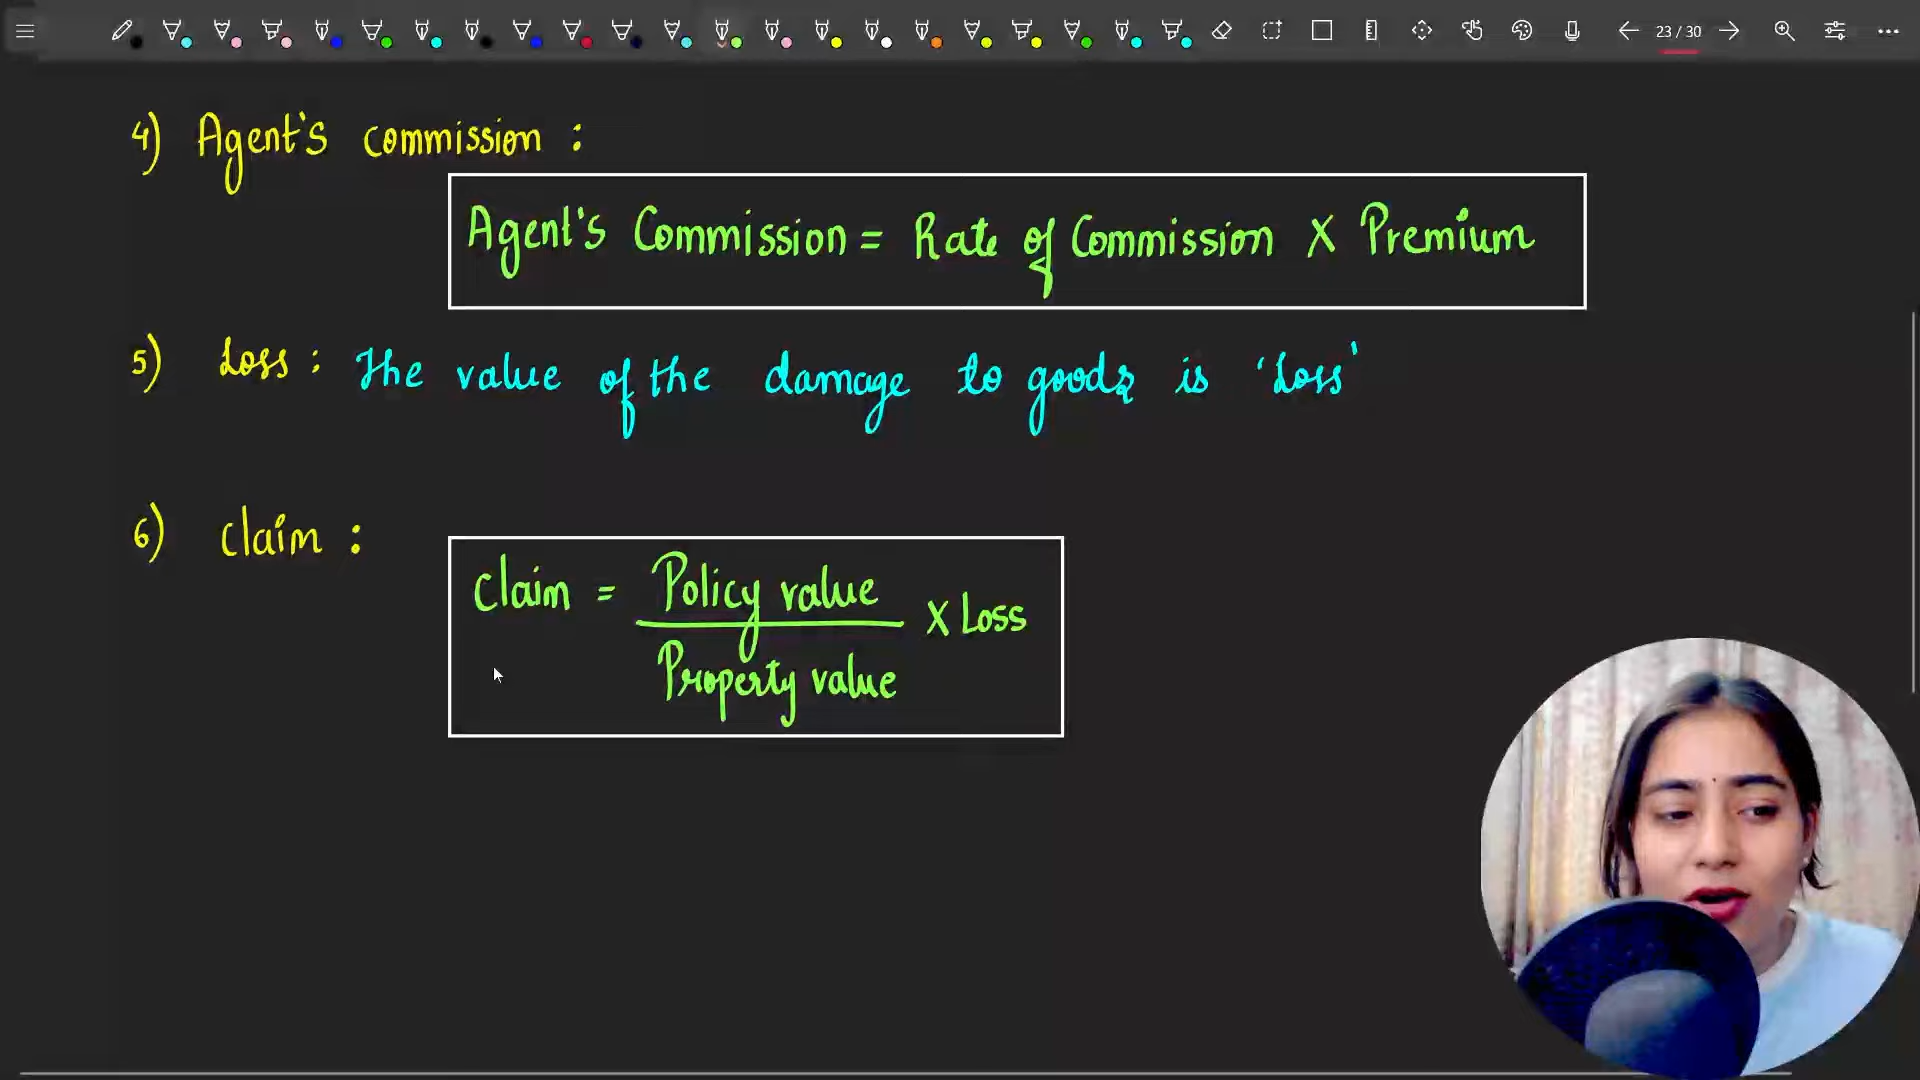 23 / 30
4) Agent's commission :
Agent's Commission = Rate of Commission X Premium
5) Loss : The value of the damage to goods is 'Loss'
6) claim :
claim = Policy value
X Loss
Property value